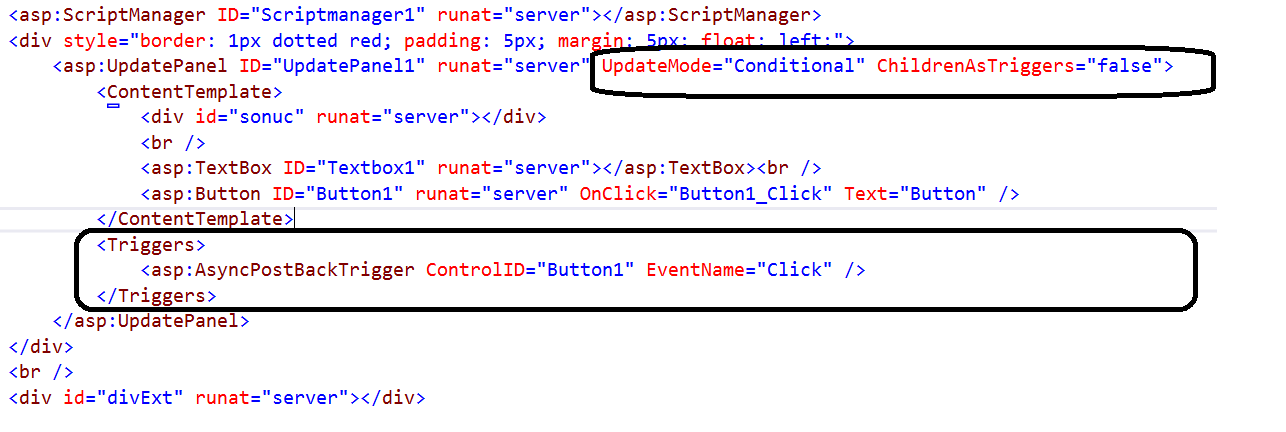 <asp:ScriptManager ID="Scriptmanager1" runat="server"></asp:ScriptManager>
<div style="border: 1px dotted red; padding: 5px; margin: 5px; float: left;">
<asp:UpdatePanel ID="UpdatePanel1" runat="server" UpdateMode="Conditional" ChildrenAsTriggers="false">
<ContentTemplate>
<div id="sonuc" runat="server"></div>
<br />
<asp:TextBox ID="Textbox1" runat="server"></asp:TextBox><br />
<asp:Button ID="Button1" runat="server" OnClick="Button1_Click" Text="Button" />
</ContentTemplate>
<Triggers>
<asp:AsyncPostBackTrigger ControlID="Button1" EventName="Click" />
</Triggers>
</asp:UpdatePanel>
</div>
<br />
<div id="divExt" runat="server"></div>